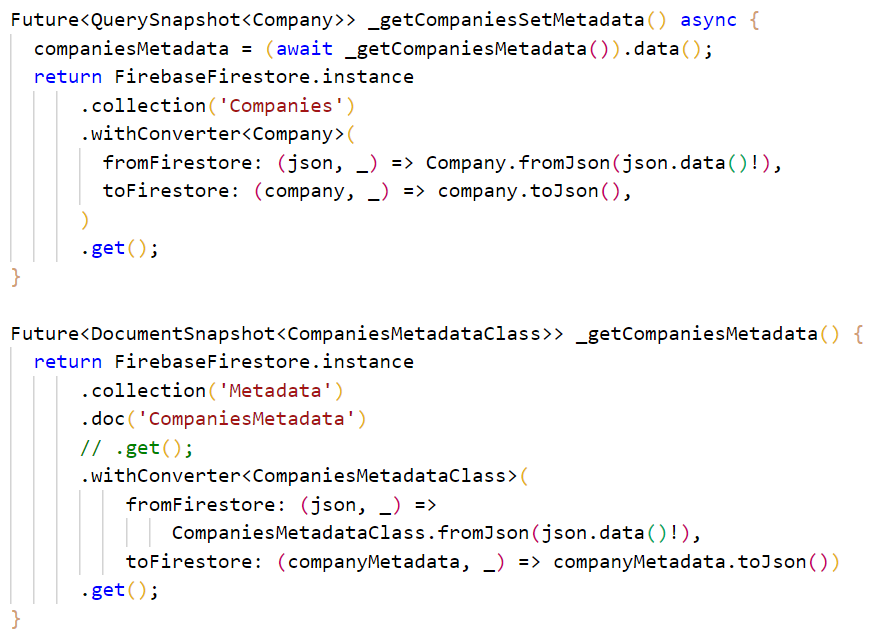 Future<QuerySnapshot<Company>> _getCompaniesSetMetadata() async {
  companiesMetadata = (await _getCompaniesMetadata()).data();
  return FirebaseFirestore.instance
      .collection('Companies')
      .withConverter<Company>(
        fromFirestore: (json, _) => Company.fromJson(json.data()!),
        toFirestore: (company, _) => company.toJson(),
      )
      .get();
}

Future<DocumentSnapshot<CompaniesMetadataClass>> _getCompaniesMetadata() {
  return FirebaseFirestore.instance
      .collection('Metadata')
      .doc('CompaniesMetadata')
      // .get();
      .withConverter<CompaniesMetadataClass>(
          fromFirestore: (json, _) =>
              CompaniesMetadataClass.fromJson(json.data()!),
          toFirestore: (companyMetadata, _) => companyMetadata.toJson())
      .get();
}